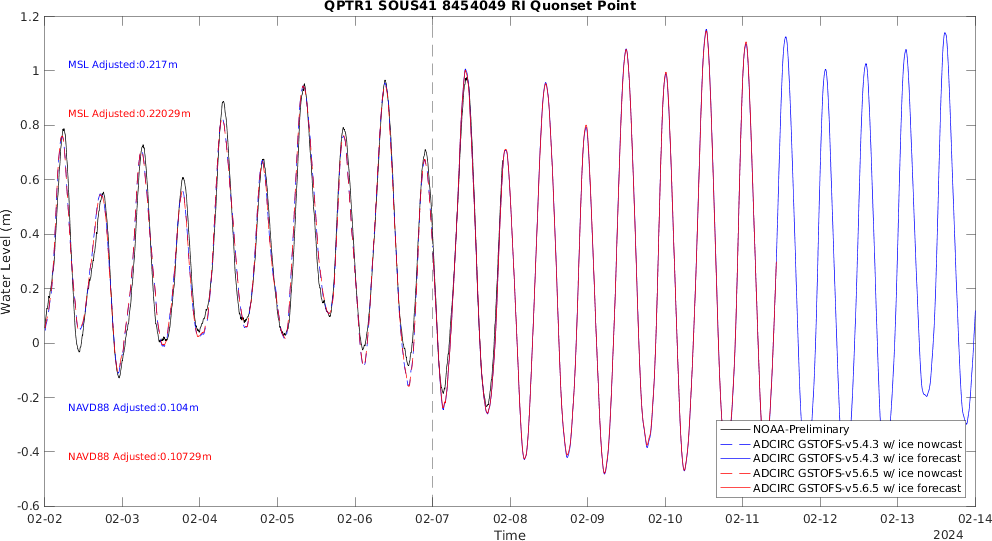 QPTR1 SOUS41 8454049 RI Quonset Point
1.2
1
0.8
0.6
0.4
0.2
0
-0.2
-0.4
-0.6
Water Level (m)
MSL Adjusted:0.217m
MSL Adjusted:0.22029m
NAVD88 Adjusted:0.104m
NAVD88 Adjusted:0.10729m
NOAA-Preliminary
ADCIRC GSTOFS-v5.4.3 w/ ice nowcast
ADCIRC GSTOFS-v5.4.3 w/ ice forecast
ADCIRC GSTOFS-v5.6.5 w/ ice nowcast
ADCIRC GSTOFS-v5.6.5 w/ ice forecast
02-02 02-03 02-04 02-05 02-06 02-07 02-08 02-09 02-10 02-11 02-12 02-13 02-14
Time
2024